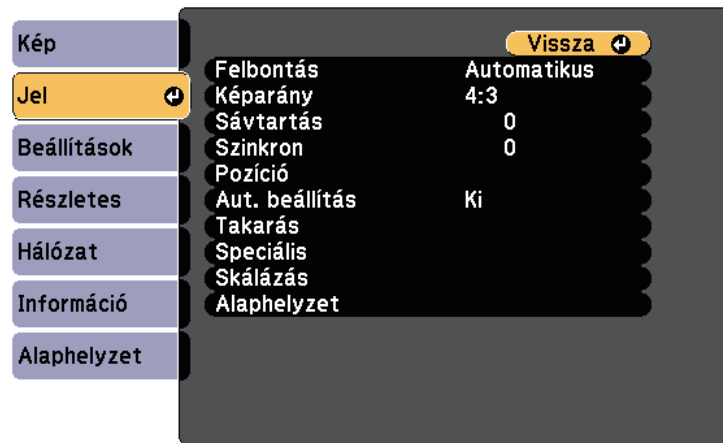 Kép
Jel
Beállítások
Részletes
Hálózat
Információ
Alaphelyzet
Vissza
Felbontás Automatikus
Képarány 4:3
Sávtartás 0
Szinkron 0
Pozíció
Aut. beállítás Ki
Takarás
Speciális
Skálázás
Alaphelyzet